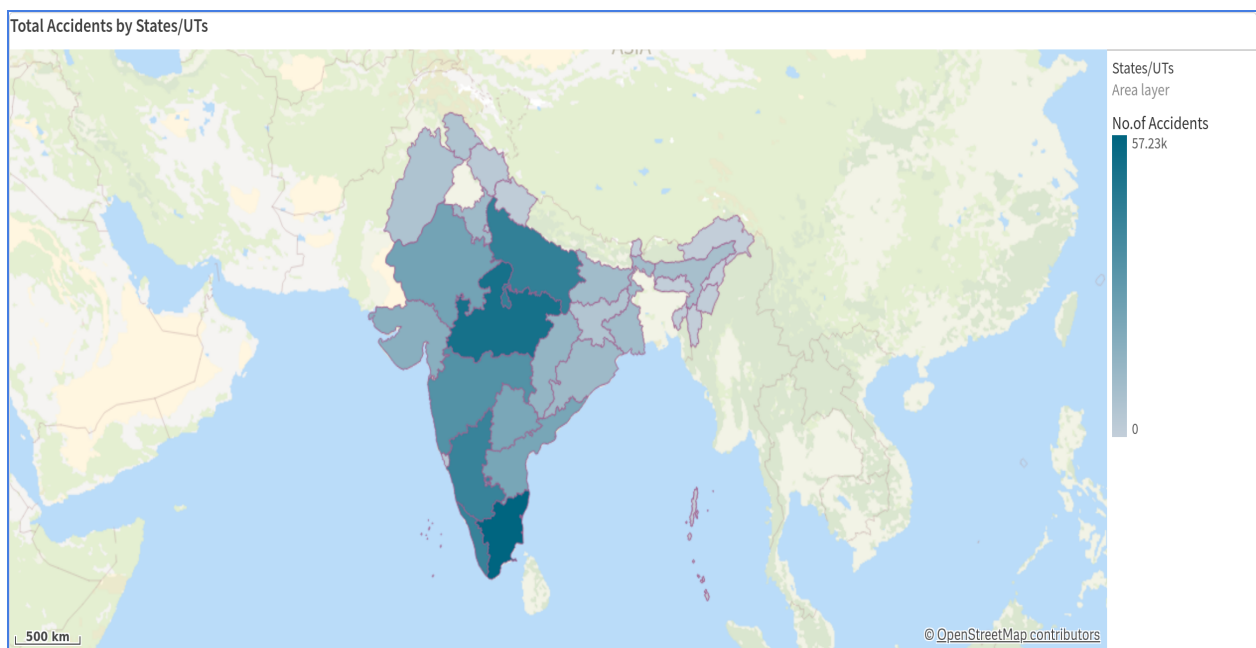 Total Accidents by States/UTs
ASIA
States/UTs
Area layer
No.of Accidents
57.23k
0
500 km
© OpenStreetMap contributors